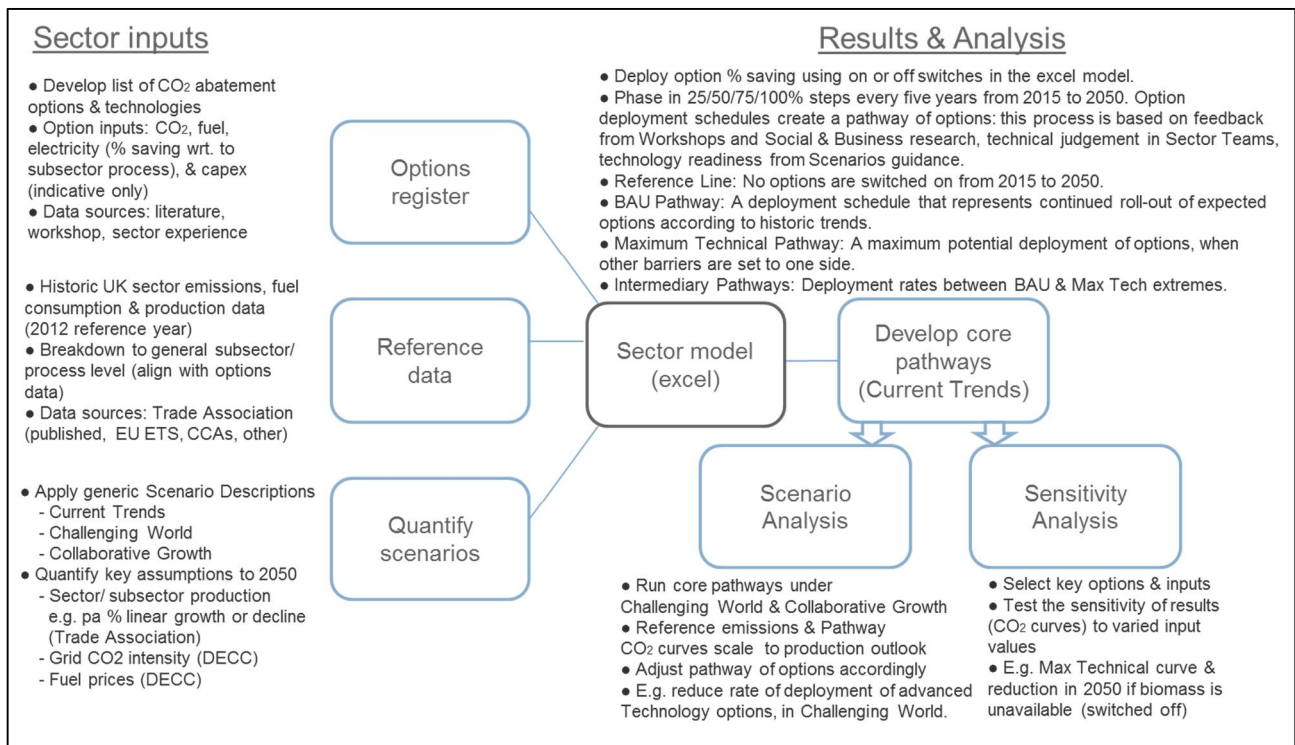 Sector inputs
● Develop list of CO₂ abatement
options & technologies
● Option inputs: CO₂, fuel,
electricity (% saving wrt. to
subsector process), & capex
(indicative only)
● Data sources: literature,
workshop, sector experience
● Historic UK sector emissions, fuel
consumption & production data
(2012 reference year)
● Breakdown to general subsector/
process level (align with options
data)
● Data sources: Trade Association
(published, EU ETS, CCAs, other)
● Apply generic Scenario Descriptions
- Current Trends
- Challenging World
- Collaborative Growth
● Quantify key assumptions to 2050
- Sector/ subsector production
e.g. pa % linear growth or decline
(Trade Association)
- Grid CO2 intensity (DECC)
- Fuel prices (DECC)
Options
register
Reference
data
Quantify
scenarios
Sector model
(excel)
Results & Analysis
● Deploy option % saving using on or off switches in the excel model.
● Phase in 25/50/75/100% steps every five years from 2015 to 2050. Option
deployment schedules create a pathway of options: this process is based on feedback
from Workshops and Social & Business research, technical judgement in Sector Teams,
technology readiness from Scenarios guidance.
● Reference Line: No options are switched on from 2015 to 2050.
● BAU Pathway: A deployment schedule that represents continued roll-out of expected
options according to historic trends.
● Maximum Technical Pathway: A maximum potential deployment of options, when
other barriers are set to one side.
● Intermediary Pathways: Deployment rates between BAU & Max Tech extremes.
Develop core
pathways
(Current Trends)
Scenario
Analysis
● Run core pathways under
Challenging World & Collaborative Growth
● Reference emissions & Pathway
CO₂ curves scale to production outlook
● Adjust pathway of options accordingly
● E.g. reduce rate of deployment of advanced
Technology options, in Challenging World.
Sensitivity
Analysis
● Select key options & inputs
● Test the sensitivity of results
(CO₂ curves) to varied input
values
● E.g. Max Technical curve &
reduction in 2050 if biomass is
unavailable (switched off)